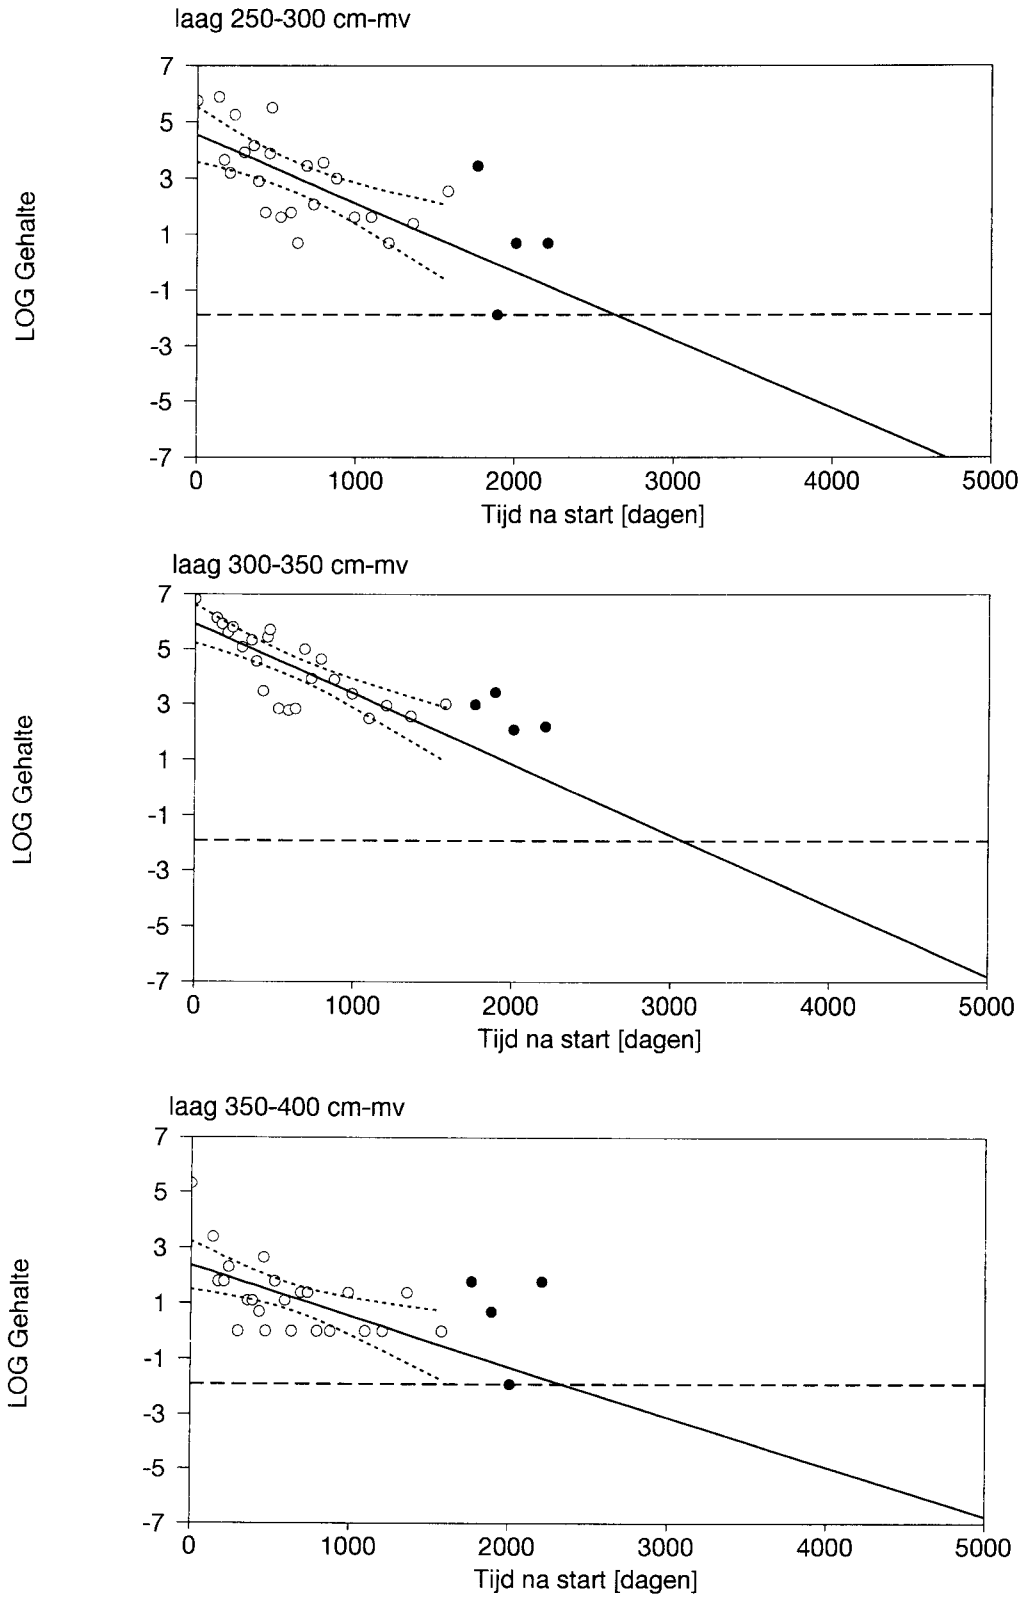 laag 250-300 cm-mv
7
5
3
1
-1
-3
-5
-7
LOG Gehalte
0 1000 2000 3000 4000 5000
Tijd na start [dagen]
laag 300-350 cm-mv
7
5
3
1
-1
-3
-5
-7
LOG Gehalte
0 1000 2000 3000 4000 5000
Tijd na start [dagen]
laag 350-400 cm-mv
7
5
3
1
-1
-3
-5
-7
LOG Gehalte
0 1000 2000 3000 4000 5000
Tijd na start [dagen]